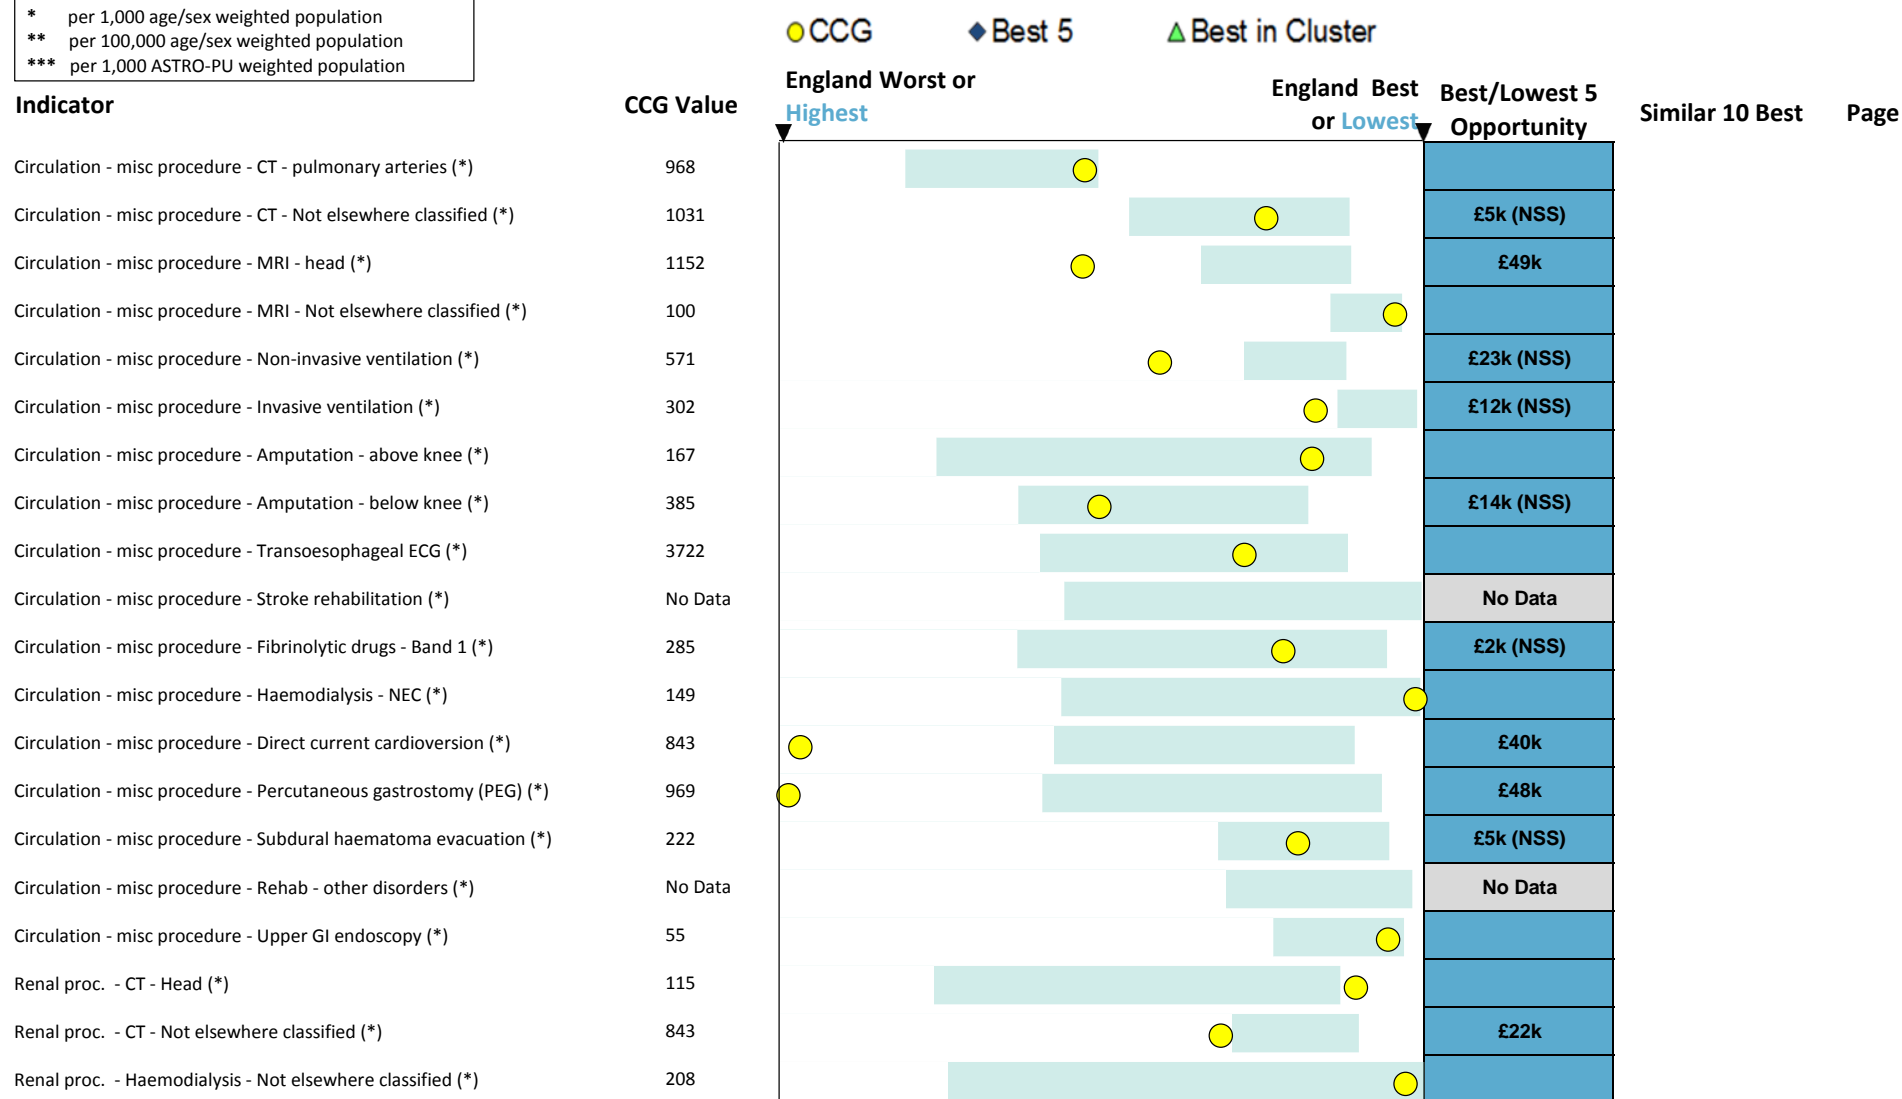 * per 1,000 age/sex weighted population
** per 100,000 age/sex weighted population
*** per 1,000 ASTRO-PU weighted population
CCG Best 5 Best in Cluster
Indicator CCG Value England Worst or Highest England Best or Lowest Best/Lowest 5 Opportunity Similar 10 Best Page
Circulation - misc procedure - CT - pulmonary arteries (*) 968
Circulation - misc procedure - CT - Not elsewhere classified (*) 1031 £5k (NSS)
Circulation - misc procedure - MRI - head (*) 1152 £49k
Circulation - misc procedure - MRI - Not elsewhere classified (*) 100
Circulation - misc procedure - Non-invasive ventilation (*) 571 £23k (NSS)
Circulation - misc procedure - Invasive ventilation (*) 302 £12k (NSS)
Circulation - misc procedure - Amputation - above knee (*) 167
Circulation - misc procedure - Amputation - below knee (*) 385 £14k (NSS)
Circulation - misc procedure - Transoesophageal ECG (*) 3722
Circulation - misc procedure - Stroke rehabilitation (*) No Data No Data
Circulation - misc procedure - Fibrinolytic drugs - Band 1 (*) 285 £2k (NSS)
Circulation - misc procedure - Haemodialysis - NEC (*) 149
Circulation - misc procedure - Direct current cardioversion (*) 843 £40k
Circulation - misc procedure - Percutaneous gastrostomy (PEG) (*) 969 £48k
Circulation - misc procedure - Subdural haematoma evacuation (*) 222 £5k (NSS)
Circulation - misc procedure - Rehab - other disorders (*) No Data No Data
Circulation - misc procedure - Upper GI endoscopy (*) 55
Renal proc. - CT - Head (*) 115
Renal proc. - CT - Not elsewhere classified (*) 843 £22k
Renal proc. - Haemodialysis - Not elsewhere classified (*) 208